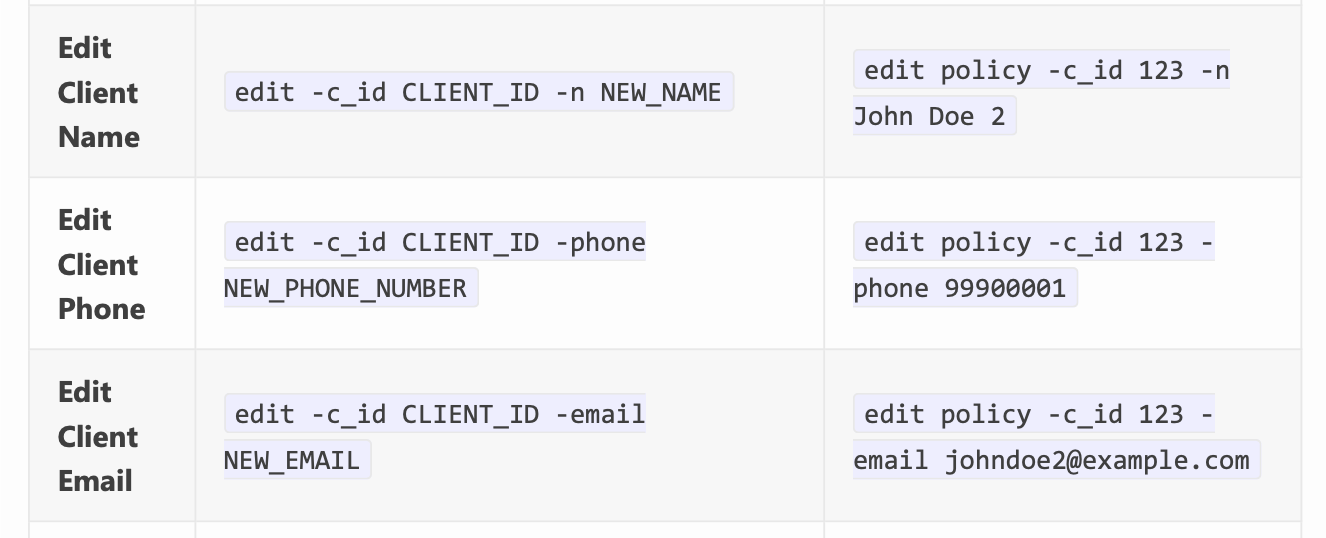 Edit
Client
Name
edit -c_id CLIENT_ID -n NEW_NAME
edit policy -c_id 123 -n
John Doe 2
Edit
Client
Phone
edit -c_id CLIENT_ID -phone
NEW_PHONE_NUMBER
edit policy -c_id 123 -
phone 99900001
Edit
Client
Email
edit -c_id CLIENT_ID -email
NEW_EMAIL
edit policy -c_id 123 -
email johndoe2@example.com